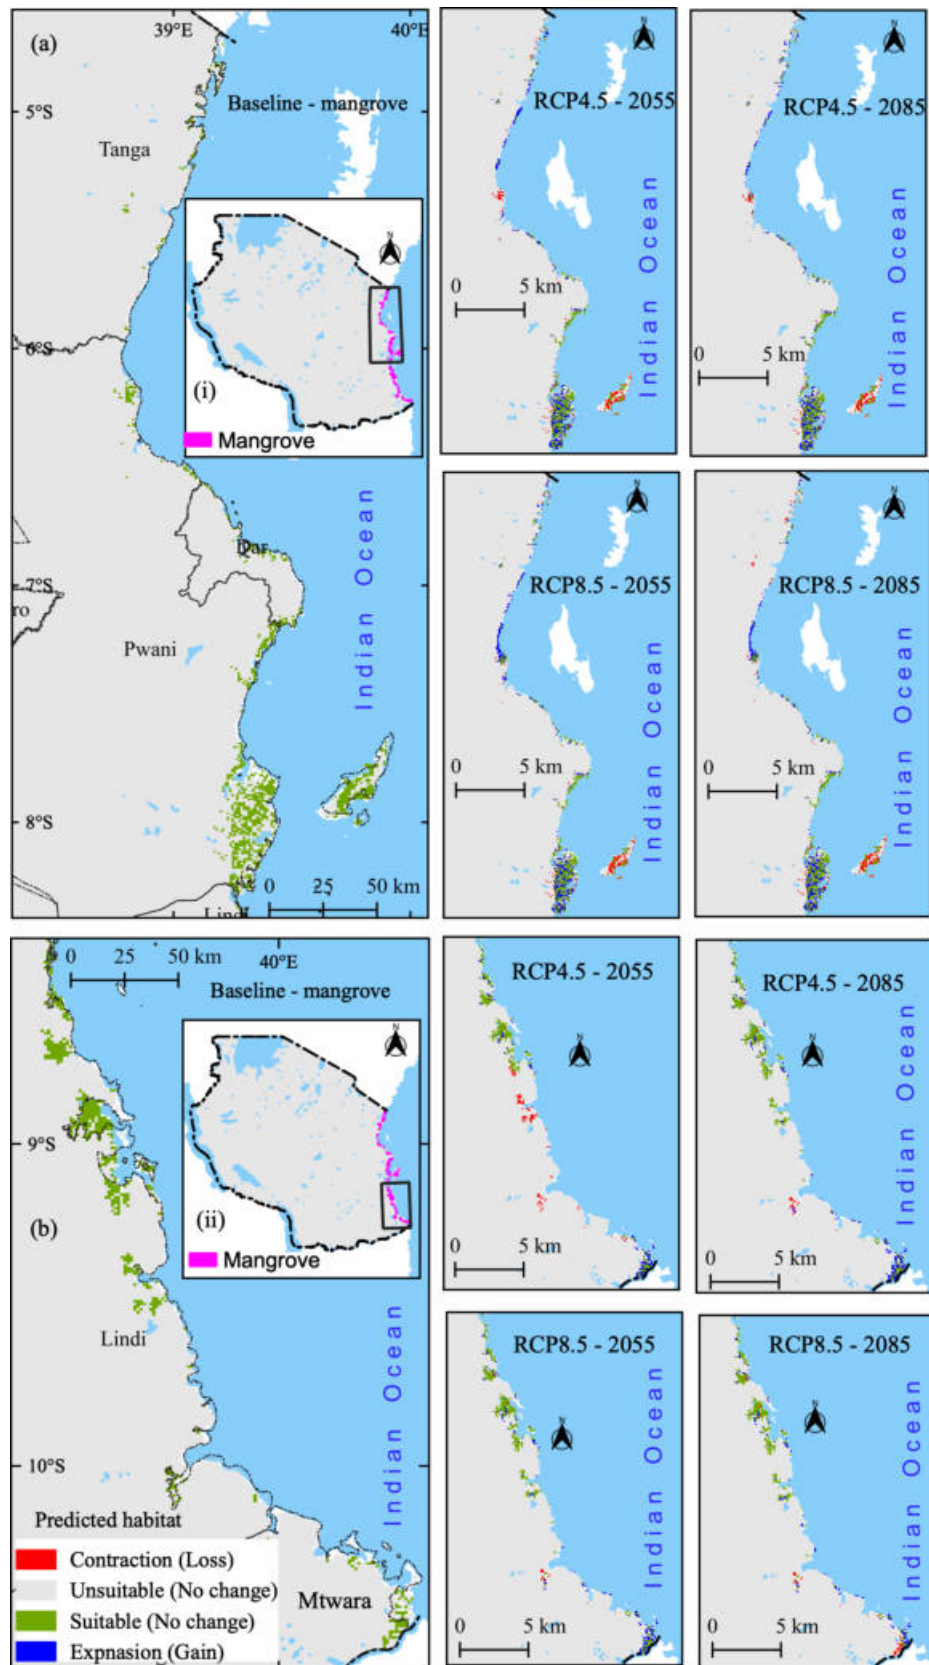 39°E
40°E
(a)
Baseline - mangrove
5°S
Tanga
N
(i)
Mangrove
6°S
Dar
7°S
ro
Pwani
Indian Ocean
8°S
0 25 50 km
N
RCP4.5 - 2055
0 5 km
Indian Ocean
N
RCP4.5 - 2085
0 5 km
Indian Ocean
N
RCP8.5 - 2055
0 5 km
Indian Ocean
N
RCP8.5 - 2085
0 5 km
Indian Ocean
0 25 50 km
40°E
Baseline - mangrove
N
9°S
(b)
(ii)
Mangrove
Lindi
Indian Ocean
10°S
Predicted habitat
Contraction (Loss)
Unsuitable (No change)
Suitable (No change)
Expnasion (Gain)
Mtwara
RCP4.5 - 2055
N
0 5 km
RCP4.5 - 2085
N
0 5 km
Indian Ocean
RCP8.5 - 2055
N
0 5 km
Indian Ocean
RCP8.5 - 2085
N
0 5 km
Indian Ocean